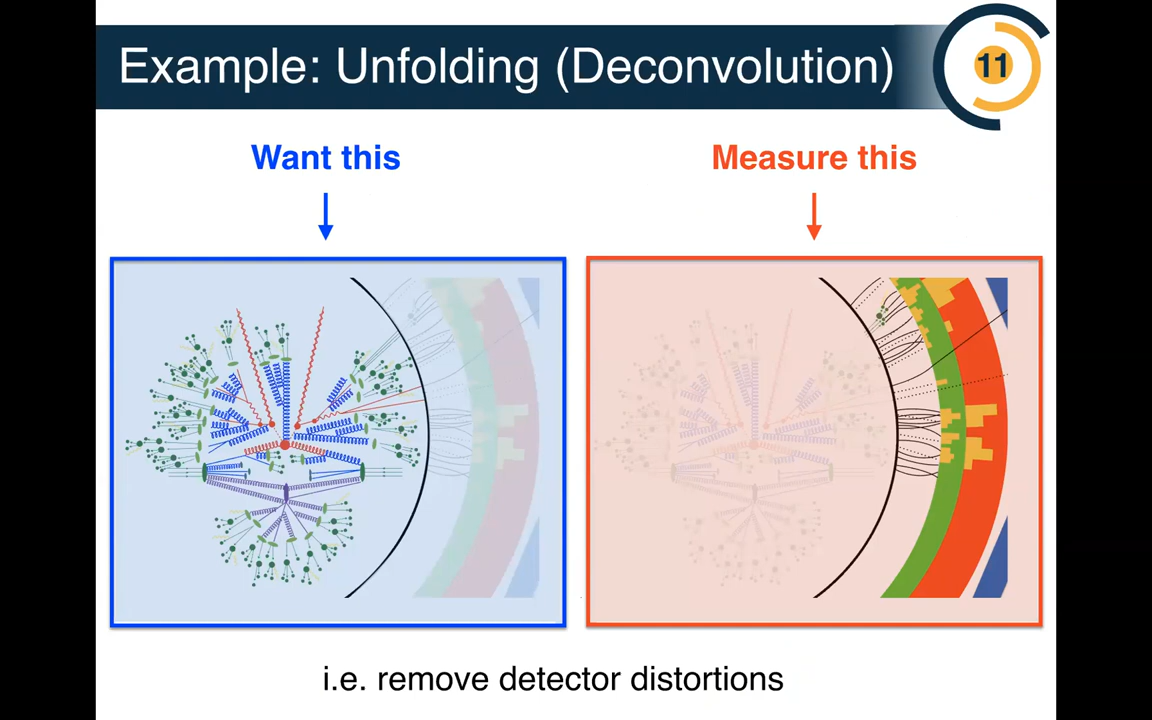 Example: Unfolding (Deconvolution)
11
Want this
Measure this
i.e. remove detector distortions